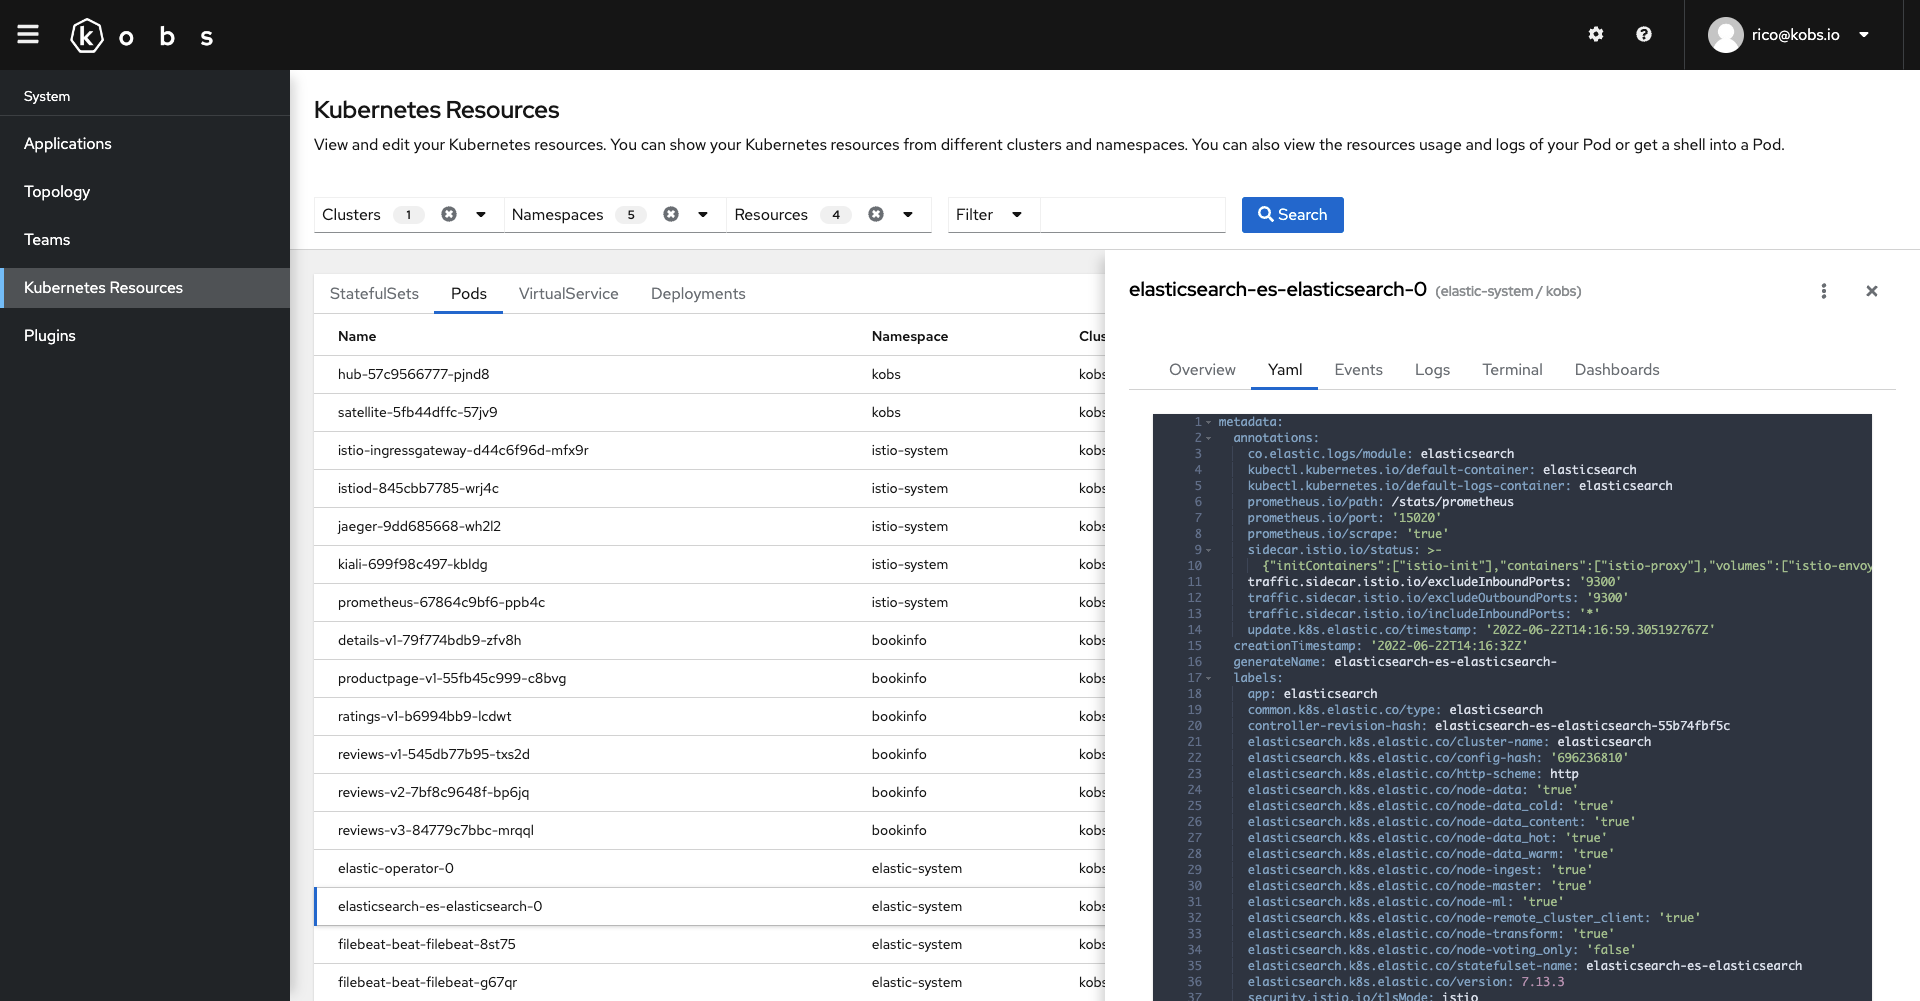 kobs
rico@kobs.io
System
Applications
Topology
Teams
Kubernetes Resources
Plugins
Kubernetes Resources
View and edit your Kubernetes resources. You can show your Kubernetes resources from different clusters and namespaces. You can also view the resources usage and logs of your Pod or get a shell into a Pod.
Clusters 1 Namespaces 5 Resources 4 Filter Search
StatefulSets Pods VirtualService Deployments
Name Namespace Clus
hub-57c9566777-pjnd8 kobs kobs
satellite-5fb44dffc-57jv9 kobs kobs
istio-ingressgateway-d44c6f96d-mfx9r istio-system kobs
istiod-845cbb7785-wrj4c istio-system kobs
jaeger-9dd685668-wh2l2 istio-system kobs
kiali-699f98c497-kbldg istio-system kobs
prometheus-67864c9bf6-ppb4c istio-system kobs
details-v1-79f774bdb9-zfv8h bookinfo kobs
productpage-v1-55fb45c999-c8bvg bookinfo kobs
ratings-v1-b6994bb9-lcdwt bookinfo kobs
reviews-v1-545db77b95-txs2d bookinfo kobs
reviews-v2-7bf8c9648f-bp6jq bookinfo kobs
reviews-v3-84779c7bbc-mrqql bookinfo kobs
elastic-operator-0 elastic-system kobs
elasticsearch-es-elasticsearch-0 elastic-system kobs
filebeat-beat-filebeat-8st75 elastic-system kobs
filebeat-beat-filebeat-g67qr elastic-system kobs
elasticsearch-es-elasticsearch-0 (elastic-system / kobs)
Overview Yaml Events Logs Terminal Dashboards
1 metadata:
2 annotations:
3 co.elastic.logs/module: elasticsearch
4 kubectl.kubernetes.io/default-container: elasticsearch
5 kubectl.kubernetes.io/default-logs-container: elasticsearch
6 prometheus.io/path: /stats/prometheus
7 prometheus.io/port: '15020'
8 prometheus.io/scrape: 'true'
9 sidecar.istio.io/status: >-
10 {"initContainers":["istio-init"],"containers":["istio-proxy"],"volumes":["istio-envoy
11 traffic.sidecar.istio.io/excludeInboundPorts: '9300'
12 traffic.sidecar.istio.io/excludeOutboundPorts: '9300'
13 traffic.sidecar.istio.io/includeInboundPorts: '*'
14 update.k8s.elastic.co/timestamp: '2022-06-22T14:16:59.305192767Z'
15 creationTimestamp: '2022-06-22T14:16:32Z'
16 generateName: elasticsearch-es-elasticsearch-
17 labels:
18 app: elasticsearch
19 common.k8s.elastic.co/type: elasticsearch
20 controller-revision-hash: elasticsearch-es-elasticsearch-55b74fbf5c
21 elasticsearch.k8s.elastic.co/cluster-name: elasticsearch
22 elasticsearch.k8s.elastic.co/config-hash: '696236810'
23 elasticsearch.k8s.elastic.co/http-scheme: http
24 elasticsearch.k8s.elastic.co/node-data: 'true'
25 elasticsearch.k8s.elastic.co/node-data_cold: 'true'
26 elasticsearch.k8s.elastic.co/node-data_content: 'true'
27 elasticsearch.k8s.elastic.co/node-data_hot: 'true'
28 elasticsearch.k8s.elastic.co/node-data_warm: 'true'
29 elasticsearch.k8s.elastic.co/node-ingest: 'true'
30 elasticsearch.k8s.elastic.co/node-master: 'true'
31 elasticsearch.k8s.elastic.co/node-ml: 'true'
32 elasticsearch.k8s.elastic.co/node-remote_cluster_client: 'true'
33 elasticsearch.k8s.elastic.co/node-transform: 'true'
34 elasticsearch.k8s.elastic.co/node-voting_only: 'false'
35 elasticsearch.k8s.elastic.co/statefulset-name: elasticsearch-es-elasticsearch
36 elasticsearch.k8s.elastic.co/version: 7.13.3
37 security.istio.io/tlsMode: istio